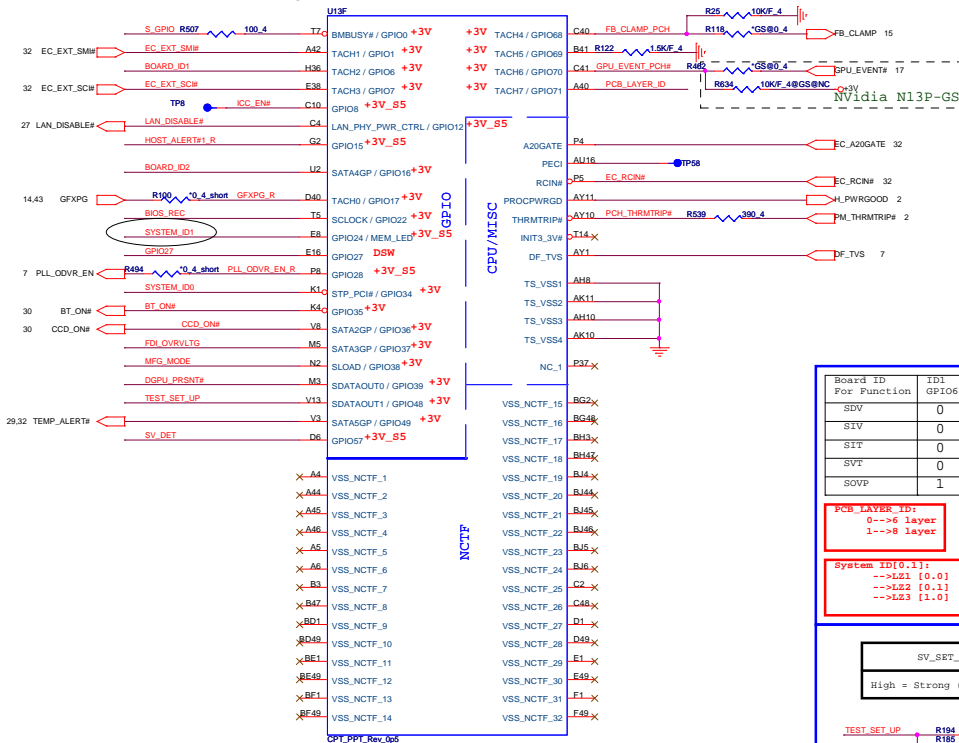 U13F
S_GPIO R507 100_4 T7 BMBUSY# / GPIO0 +3V
32 EC_EXT_SMI# EC_EXT_SMI# A42 TACH1 / GPIO1 +3V
BOARD_ID1 H36 TACH2 / GPIO6 +3V
32 EC_EXT_SCI# EC_EXT_SCI# E38 TACH3 / GPIO7 +3V
TP8 ICC_EN# C10 GPIO8 +3V_S5
27 LAN_DISABLE# LAN_DISABLE# C4 LAN_PHY_PWR_CTRL / GPIO12 +3V_S5
HOST_ALERT#1_R G2 GPIO15 +3V_S5
BOARD_ID2 U2 SATA4GP / GPIO16 +3V
14,43 GFXPG R100 *0_4_short GFXPG_R D40 TACH0 / GPIO17 +3V
BIOS_REC T5 SCLOCK / GPIO22 +3V
SYSTEM_ID1 E8 GPIO24 / MEM_LED +3V_S5
GPIO27 E16 GPIO27 DSW
7 PLL_ODVR_EN R494 *0_4_short PLL_ODVR_EN_R P8 GPIO28 +3V_S5
SYSTEM_ID0 K1 STP_PCI# / GPIO34 +3V
30 BT_ON# BT_ON# K4 GPIO35 +3V
30 CCD_ON# CCD_ON# V8 SATA2GP / GPIO36 +3V
FDI_OVRVLTG M5 SATA3GP / GPIO37 +3V
MFG_MODE N2 SLOAD / GPIO38 +3V
DGPU_PRSNT# M3 SDATAOUT0 / GPIO39 +3V
TEST_SET_UP V13 SDATAOUT1 / GPIO48 +3V
29,32 TEMP_ALERT# V3 SATA5GP / GPIO49 +3V
SV_DET D6 GPIO57 +3V_S5
A4 VSS_NCTF_1
A44 VSS_NCTF_2
A45 VSS_NCTF_3
A46 VSS_NCTF_4
A5 VSS_NCTF_5
A6 VSS_NCTF_6
B3 VSS_NCTF_7
B47 VSS_NCTF_8
BD1 VSS_NCTF_9
BD49 VSS_NCTF_10
BE1 VSS_NCTF_11
BE49 VSS_NCTF_12
BF1 VSS_NCTF_13
BF49 VSS_NCTF_14
CPT_PPT_Rev_0p5
GPIO
CPU/MISC
NCTF
R25 10K/F_4
+3V TACH4 / GPIO68 C40 FB_CLAMP_PCH R118 *GS@0_4 FB_CLAMP 15
+3V TACH5 / GPIO69 B41 R122 1.5K/F_4
+3V TACH6 / GPIO70 C41 GPU_EVENT_PCH# R462 *GS@0_4 GPU_EVENT# 17
+3V TACH7 / GPIO71 A40 PCB_LAYER_ID R634 10K/F_4@GS@NC +3V
NVidia N13P-GS
A20GATE P4 EC_A20GATE 32
PECI AU16 TP58
RCIN# P5 EC_RCIN# EC_RCIN# 32
PROCPWRGD AY11 H_PWRGOOD 2
THRMTRIP# AY10 PCH_THRMTRIP# R539 390_4 PM_THRMTRIP# 2
INIT3_3V# T14
DF_TVS AY1 DF_TVS 7
TS_VSS1 AH8
TS_VSS2 AK11
TS_VSS3 AH10
TS_VSS4 AK10
NC_1 P37
VSS_NCTF_15 BG2
VSS_NCTF_16 BG48
VSS_NCTF_17 BH3
VSS_NCTF_18 BH47
VSS_NCTF_19 BJ4
VSS_NCTF_20 BJ44
VSS_NCTF_21 BJ45
VSS_NCTF_22 BJ46
VSS_NCTF_23 BJ5
VSS_NCTF_24 BJ6
VSS_NCTF_25 C2
VSS_NCTF_26 C48
VSS_NCTF_27 D1
VSS_NCTF_28 D49
VSS_NCTF_29 E1
VSS_NCTF_30 E49
VSS_NCTF_31 F1
VSS_NCTF_32 F49
Board ID ID1
For Function GPIO6
SDV 0
SIV 0
SIT 0
SVT 0
SOVP 1
PCB_LAYER_ID:
0-->6 layer
1-->8 layer
System ID[0.1]:
-->LZ1 [0.0]
-->LZ2 [0.1]
-->LZ3 [1.0]
SV_SET_
High = Strong (
TEST_SET_UP R194
R185